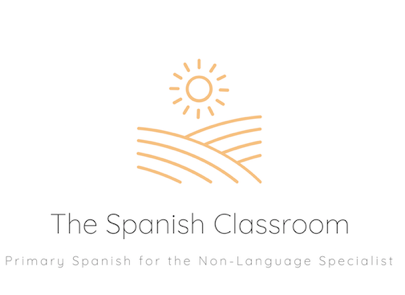 The Spanish Classroom
Primary Spanish for the Non-Language Specialist